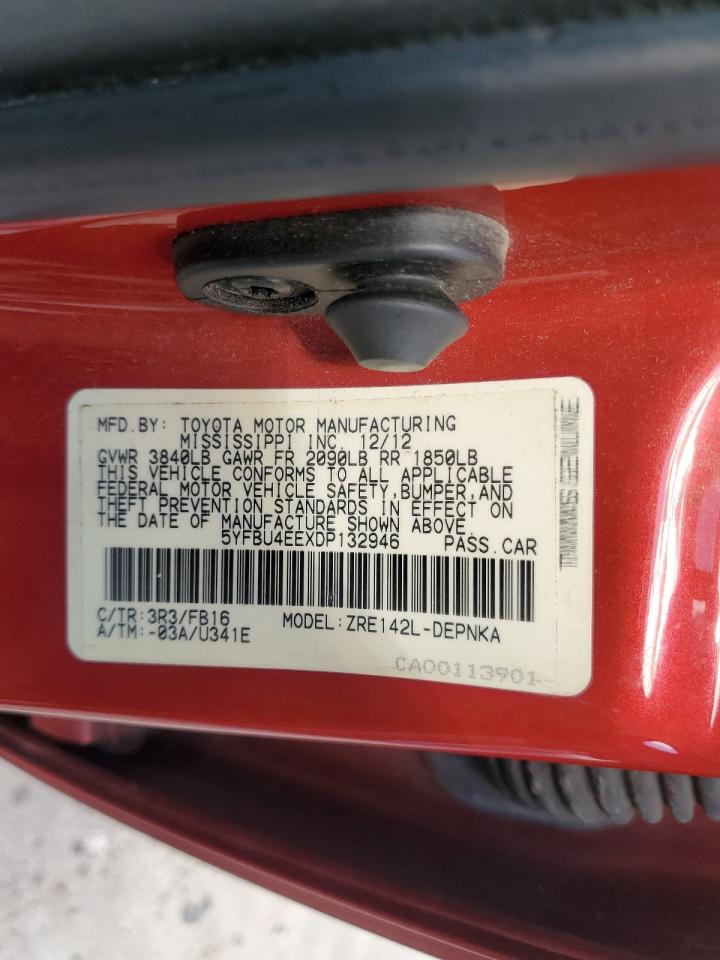 MFD.BY: TOYOTA MOTOR MANUFACTURING
MISSISSIPPI INC. 12/12
GVWR 3840LB GAWR FR 2090LB RR 1850LB
THIS VEHICLE CONFORMS TO ALL APPLICABLE
FEDERAL MOTOR VEHICLE SAFETY,BUMPER,AND
THEFT PREVENTION STANDARDS IN EFFECT ON
THE DATE OF MANUFACTURE SHOWN ABOVE.
5YFBU4EEXDP132946 PASS.CAR
C/TR:3R3/FB16 MODEL:ZRE142L-DEPNKA
A/TM:-03A/U341E
CA00113901